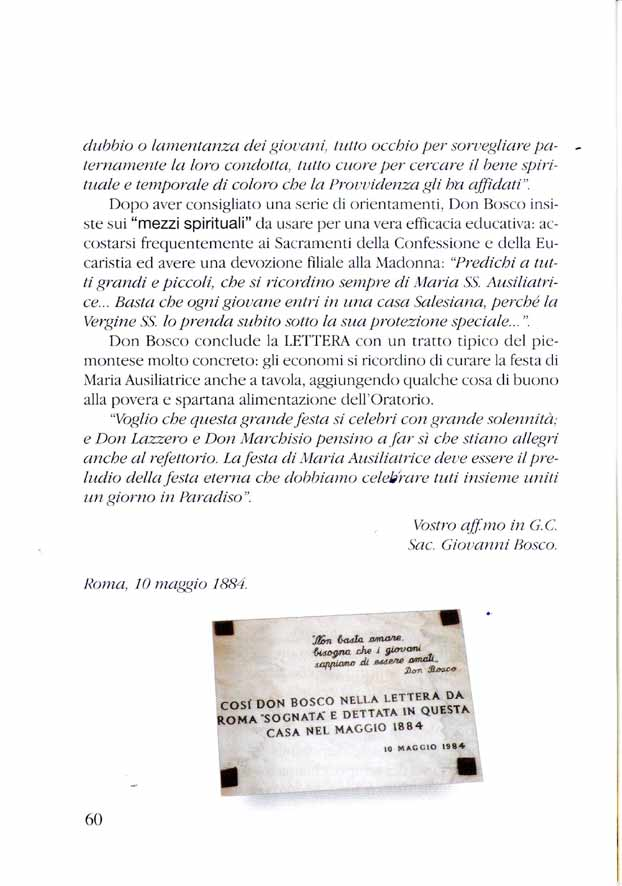 dubbio o lamentanza dei giovani, tutto occhio per sorvegliare pa-
ternamente la loro condotta, tutto cuore per cercare il bene spiri-
tuale e temporale di coloro che la Provvidenza gli ha affidati”.
Dopo aver consigliato una serie di orientamenti, Don Bosco insi-
ste sui “mezzi spirituali” da usare per una vera efficacia educativa: ac-
costarsi frequentemente ai Sacramenti della Confessione e della Eu-
caristia ed avere una devozione filiale alla Madonna: “Predichi a tut-
ti grandi e piccoli, che si ricordino sempre di Maria SS. Ausiliatri-
ce... Basta che ogni giovane entri in una casa Salesiana, perché la
Vergine SS. lo prenda subito sotto la sua protezione speciale...”.
Don Bosco conclude la LETTERA con un tratto tipico del pie-
montese molto concreto: gli economi si ricordino di curare la festa di
Maria Ausiliatrice anche a tavola, aggiungendo qualche cosa di buono
alla povera e spartana alimentazione dell'Oratorio.
“Voglio che questa grande festa si celebri con grande solennità;
e Don Lazzero e Don Marchisio pensino a far sì che stiano allegri
anche al refettorio. La festa di Maria Ausiliatrice deve essere il pre-
ludio della festa eterna che dobbiamo celebrare tuti insieme uniti
un giorno in Paradiso”.
Vostro aff.mo in G.C.
Sac. Giovanni Bosco.
Roma, 10 maggio 1884.
“Non basta amare,
bisogna che i giovani
sappiano di essere amati„
Don Bosco
COSÍ DON BOSCO NELLA LETTERA DA
ROMA "SOGNATA" E DETTATA IN QUESTA
CASA NEL MAGGIO 1884
10 MAGGIO 1984
60